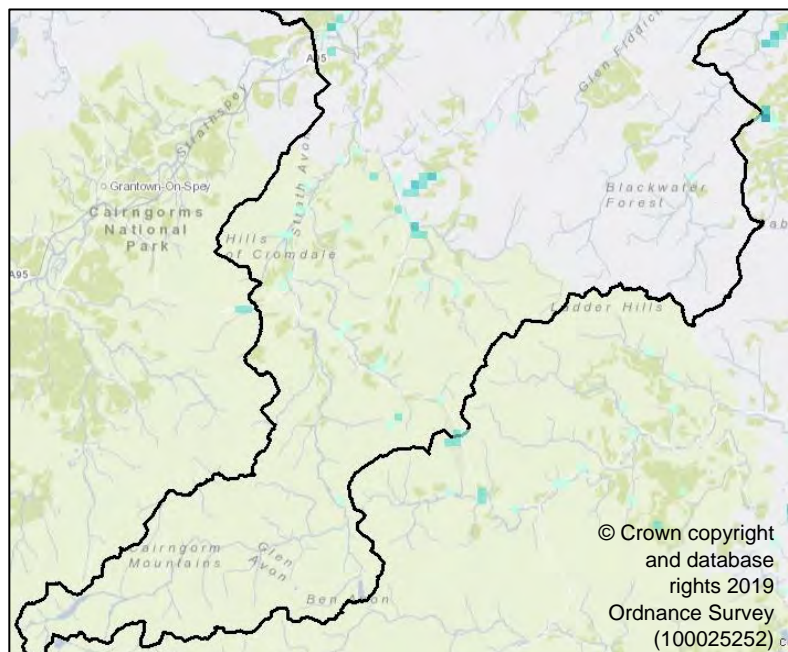 A95
Glen Fiddich
Strathspey
Strath Avon
Grantown-On-Spey
Blackwater
Forest
Cairngorms
National
Park
Hills
of Cromdale
A95
Ladder Hills
© Crown copyright
and database
rights 2019
Ordnance Survey
(100025252)
Cairngorm
Mountains
Glen
Avon
Ben Avon